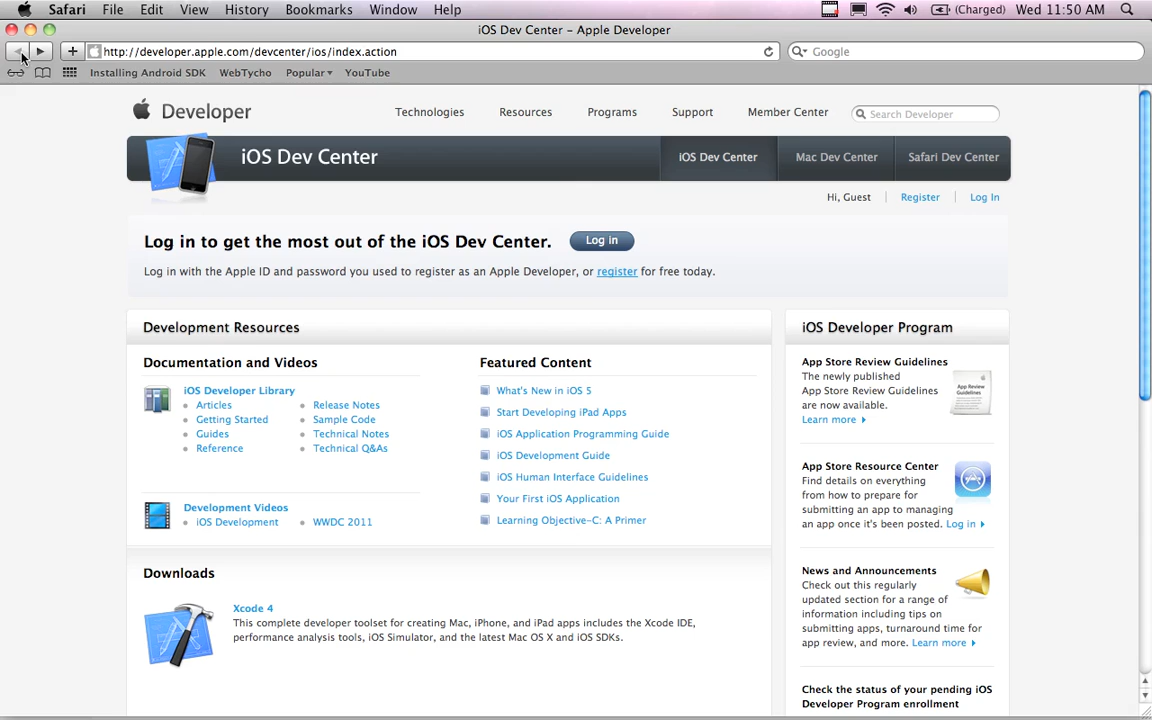 Safari File Edit View History Bookmarks Window Help (Charged) Wed 11:50 AM
iOS Dev Center – Apple Developer
http://developer.apple.com/devcenter/ios/index.action Google
Installing Android SDK WebTycho Popular YouTube
Developer Technologies Resources Programs Support Member Center Search Developer
iOS Dev Center iOS Dev Center Mac Dev Center Safari Dev Center
Hi, Guest Register Log In
Log in to get the most out of the iOS Dev Center. Log in
Log in with the Apple ID and password you used to register as an Apple Developer, or register for free today.
Development Resources
Documentation and Videos
iOS Developer Library
Articles
Getting Started
Guides
Reference
Release Notes
Sample Code
Technical Notes
Technical Q&As
Development Videos
iOS Development WWDC 2011
Featured Content
What's New in iOS 5
Start Developing iPad Apps
iOS Application Programming Guide
iOS Development Guide
iOS Human Interface Guidelines
Your First iOS Application
Learning Objective-C: A Primer
Downloads
Xcode 4
This complete developer toolset for creating Mac, iPhone, and iPad apps includes the Xcode IDE,
performance analysis tools, iOS Simulator, and the latest Mac OS X and iOS SDKs.
iOS Developer Program
App Store Review Guidelines
The newly published
App Store Review Guidelines
are now available.
Learn more
App Review
Guidelines
App Store Resource Center
Find details on everything
from how to prepare for
submitting an app to managing
an app once it's been posted. Log in
News and Announcements
Check out this regularly
updated section for a range of
information including tips on
submitting apps, turnaround time for
app review, and more. Learn more
Check the status of your pending iOS
Developer Program enrollment